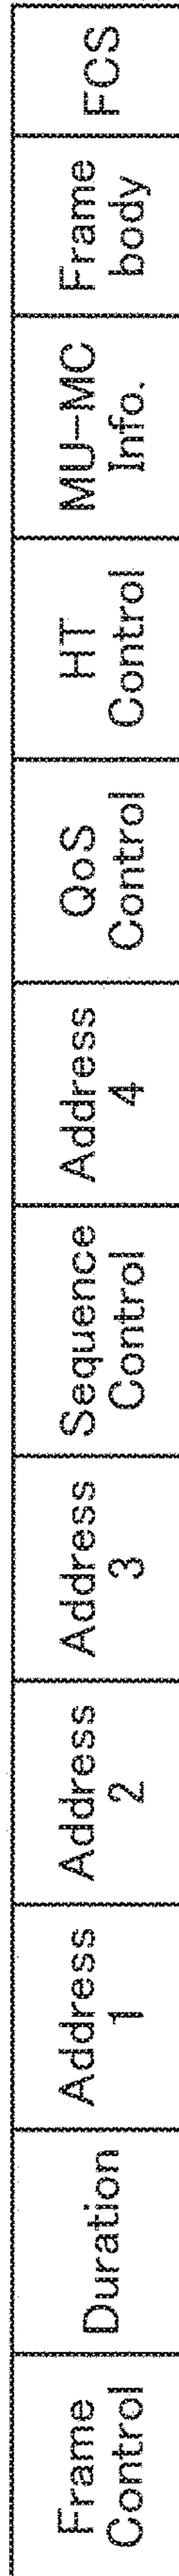 Frame
Control
Duration
Address
1
Address
2
Address
3
Sequence
Control
Address
4
QoS
Control
HT
Control
MU-MC
Info.
Frame
body
FCS